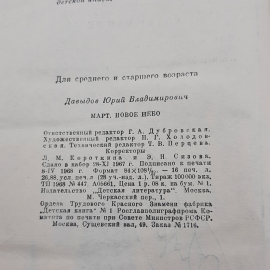 детской
Для среднего и старшего возраста
Давыдов Юрий Владимирович
МАРТ. НОВОЕ НЕБО
Ответственный редактор Г. А. Дубровская.
Художественный редактор Н. Г. Холодов-
ская. Технический редактор Т. В. Перцева.
Корректоры
Л. М. Короткина и Э. Н. Сизова.
Сдано в набор 28-XI 1967 г. Подписано к печати
в-IV 1968 г. Формат 84×108¹/₃₂. — 16 печ. л.
26,88 усл. печ. л. (28 уч.-изд. л.). Тираж 100 000 экз.
ТП 1968 № 447. А05661. Цена 1 р. 08 к. на бум. № 1.
Издательство „Детская литература". Москва,
М. Черкасский пер., 1.
Ордена Трудового Красного Знамени фабрика
„Детская книга" № 1 Росглавполиграфпрома Ко-
митета по печати при Совете Министров РСФСР.
Москва, Сущевский вал, 49. Заказ № 1716.